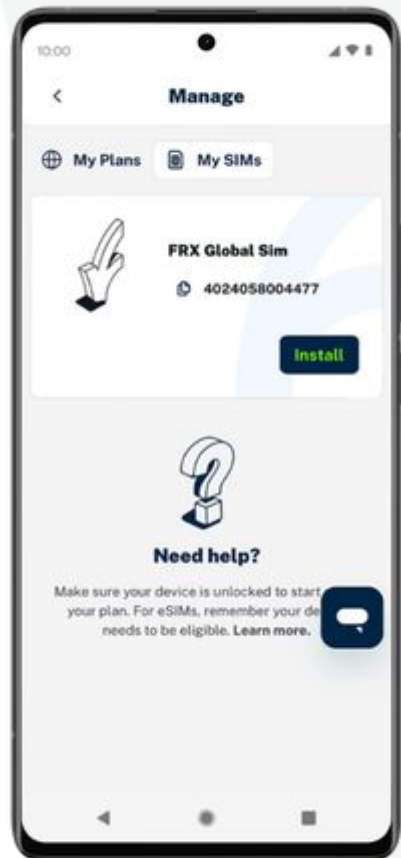 10:00
Manage
My Plans My SIMs
FRX Global Sim
4024058004477
Install
Need help?
Make sure your device is unlocked to start
your plan. For eSIMs, remember your de
needs to be eligible. Learn more.